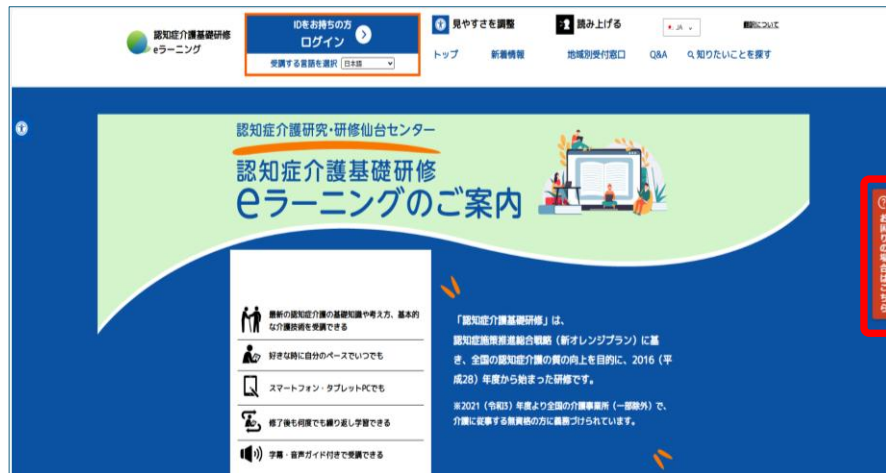 認知症介護基礎研修
eラーニング
IDをお持ちの方
ログイン
受講する言語を選択 日本語
見やすさを調整
読み上げる
JA
トップ
新着情報
地域別受付窓口
Q&A
知りたいことを探す
認知症介護研究・研修仙台センター
認知症介護基礎研修
eラーニングのご案内
お困りの場合はこちら
最新の認知症介護の基礎知識や考え方、基本的
な介護技術を受講できる
好きな時に自分のペースでいつでも
スマートフォン・タブレットPCでも
修了後も何度でも繰り返し学習できる
字幕・音声ガイド付きで受講できる
「認知症介護基礎研修」は、
認知症施策推進総合戦略（新オレンジプラン）に基
き、全国の認知症介護の質の向上を目的に、2016（平
成28）年度から始まった研修です。
※2021（令和3）年度より全国の介護事業所（一部除外）で、
介護に従事する無資格の方に義務づけられています。